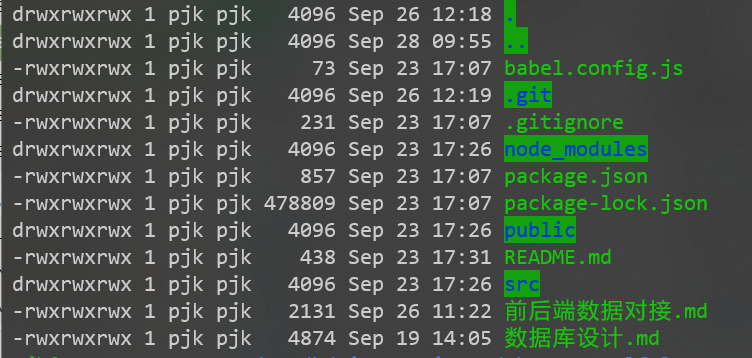 drwxrwxrwx 1 pjk pjk   4096 Sep 26 12:18 .
drwxrwxrwx 1 pjk pjk   4096 Sep 28 09:55 ..
-rwxrwxrwx 1 pjk pjk     73 Sep 23 17:07 babel.config.js
drwxrwxrwx 1 pjk pjk   4096 Sep 26 12:19 .git
-rwxrwxrwx 1 pjk pjk    231 Sep 23 17:07 .gitignore
drwxrwxrwx 1 pjk pjk   4096 Sep 23 17:26 node_modules
-rwxrwxrwx 1 pjk pjk    857 Sep 23 17:07 package.json
-rwxrwxrwx 1 pjk pjk 478809 Sep 23 17:07 package-lock.json
drwxrwxrwx 1 pjk pjk   4096 Sep 23 17:26 public
-rwxrwxrwx 1 pjk pjk    438 Sep 23 17:31 README.md
drwxrwxrwx 1 pjk pjk   4096 Sep 23 17:26 src
-rwxrwxrwx 1 pjk pjk   2131 Sep 26 11:22 前后端数据对接.md
-rwxrwxrwx 1 pjk pjk   4874 Sep 19 14:05 数据库设计.md